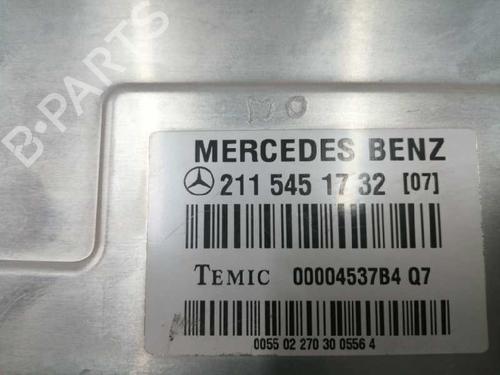 B-PARTS
MERCEDES BENZ
211 545 17 32 [07]
TEMIC 00004537B4 Q7
0055 02 270 30 0556 4